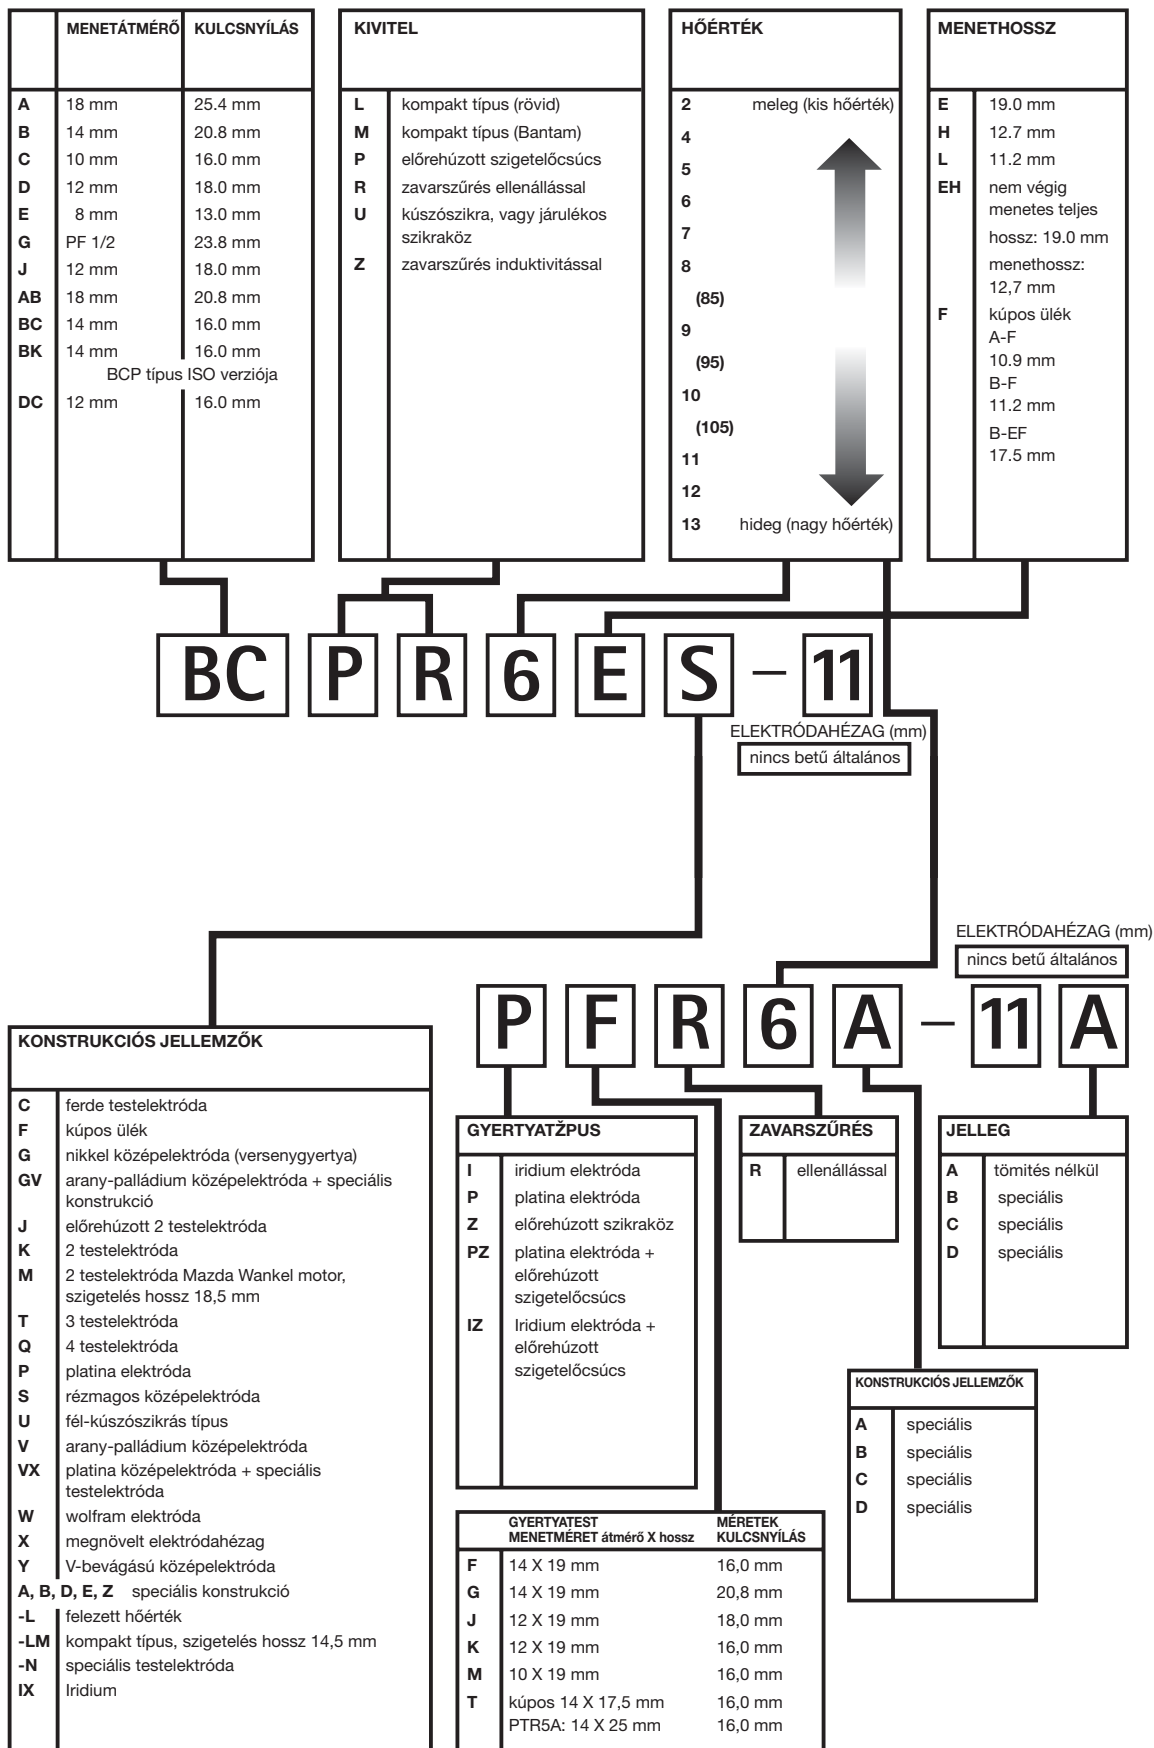 MENETÁTMÉRŐ KULCSNYÍLÁS
A 18 mm 25.4 mm
B 14 mm 20.8 mm
C 10 mm 16.0 mm
D 12 mm 18.0 mm
E 8 mm 13.0 mm
G PF 1/2 23.8 mm
J 12 mm 18.0 mm
AB 18 mm 20.8 mm
BC 14 mm 16.0 mm
BK 14 mm 16.0 mm
BCP típus ISO verziója
DC 12 mm 16.0 mm
KIVITEL
L kompakt típus (rövid)
M kompakt típus (Bantam)
P előrehúzott szigetelőcsúcs
R zavarszűrés ellenállással
U kúszószikra, vagy járulékos
szikraköz
Z zavarszűrés induktivitással
HŐÉRTÉK
2 meleg (kis hőérték)
4
5
6
7
8
(85)
9
(95)
10
(105)
11
12
13 hideg (nagy hőérték)
MENETHOSSZ
E 19.0 mm
H 12.7 mm
L 11.2 mm
EH nem végig
menetes teljes
hossz: 19.0 mm
menethossz:
12,7 mm
F kúpos ülék
A-F
10.9 mm
B-F
11.2 mm
B-EF
17.5 mm
BC P R 6 E S – 11
ELEKTRÓDAHÉZAG (mm)
nincs betű általános
ELEKTRÓDAHÉZAG (mm)
nincs betű általános
P F R 6 A – 11 A
KONSTRUKCIÓS JELLEMZŐK
C ferde testelektróda
F kúpos ülék
G nikkel középelektróda (versenygyertya)
GV arany-palládium középelektróda + speciális
konstrukció
J előrehúzott 2 testelektróda
K 2 testelektróda
M 2 testelektróda Mazda Wankel motor,
szigetelés hossz 18,5 mm
T 3 testelektróda
Q 4 testelektróda
P platina elektróda
S rézmagos középelektróda
U fél-kúszószikrás típus
V arany-palládium középelektróda
VX platina középelektróda + speciális
testelektróda
W wolfram elektróda
X megnövelt elektródahézag
Y V-bevágású középelektróda
A, B, D, E, Z speciális konstrukció
-L felezett hőérték
-LM kompakt típus, szigetelés hossz 14,5 mm
-N speciális testelektróda
IX Iridium
GYERTYATŽPUS
I iridium elektróda
P platina elektróda
Z előrehúzott szikraköz
PZ platina elektróda +
előrehúzott
szigetelőcsúcs
IZ Iridium elektróda +
előrehúzott
szigetelőcsúcs
ZAVARSZŰRÉS
R ellenállással
JELLEG
A tömités nélkül
B speciális
C speciális
D speciális
KONSTRUKCIÓS JELLEMZŐK
A speciális
B speciális
C speciális
D speciális
GYERTYATEST MÉRETEK
MENETMÉRET átmérő X hossz KULCSNYÍLÁS
F 14 X 19 mm 16,0 mm
G 14 X 19 mm 20,8 mm
J 12 X 19 mm 18,0 mm
K 12 X 19 mm 16,0 mm
M 10 X 19 mm 16,0 mm
T kúpos 14 X 17,5 mm 16,0 mm
PTR5A: 14 X 25 mm 16,0 mm